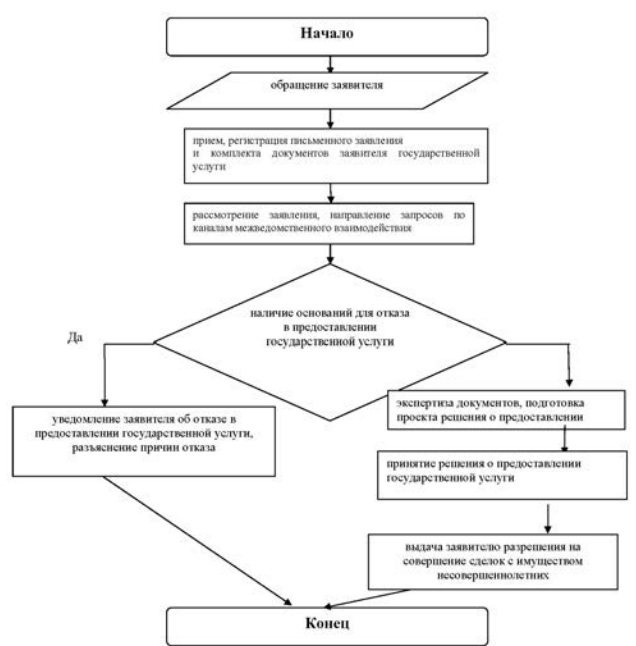 Начало
обращение заявителя
прием, регистрация письменного заявления
и комплекта документов заявителя государственной
услуги
рассмотрение заявления, направление запросов по
каналам межведомственного взаимодействия
наличие оснований для отказа
в предоставлении
государственной услуги
Да
уведомление заявителя об отказе в
предоставлении государственной услуги,
разъяснение причин отказа
экспертиза документов, подготовка
проекта решения о предоставлении
принятие решения о предоставлении
государственной услуги
выдача заявителю разрешения на
совершение сделок с имуществом
несовершеннолетних
Конец